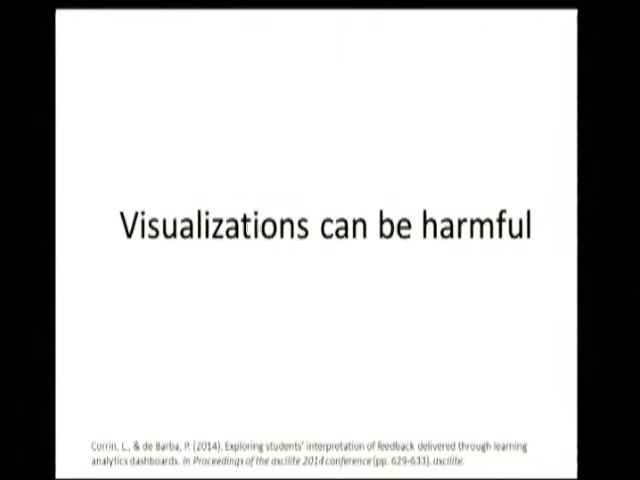 Visualizations can be harmful
Corrin, L., & de Barba, P. (2014). Exploring students' interpretation of feedback delivered through learning
analytics dashboards. In Proceedings of the ascilite 2014 conference (pp. 629-633). ascilite.